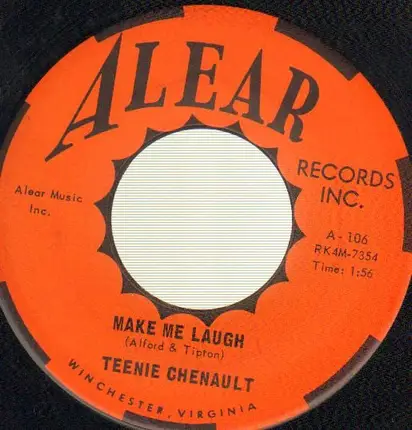 ALEAR
RECORDS
INC.
Alear Music
Inc.
A-106
RK4M-7354
Time: 1:56
MAKE ME LAUGH
(Alford & Tipton)
TEENIE CHENAULT
WINCHESTER, VIRGINIA